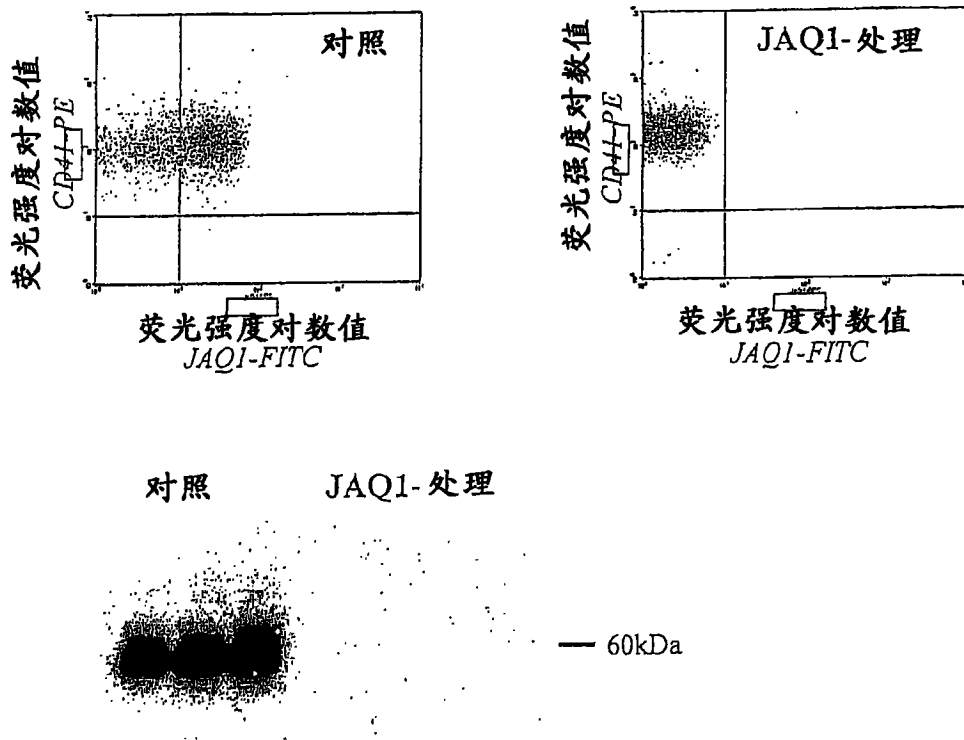 对照
荧光强度对数值
CD41-PE
荧光强度对数值
JAQ1-FITC
JAQ1-处理
荧光强度对数值
CD41-PE
荧光强度对数值
JAQ1-FITC
对照
JAQ1-处理
60kDa